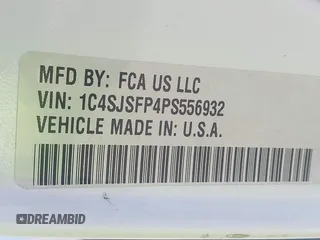 MFD BY: FCA US LLC
VIN: 1C4SJSFP4PS556932
VEHICLE MADE IN: U.S.A.
DREAMBID